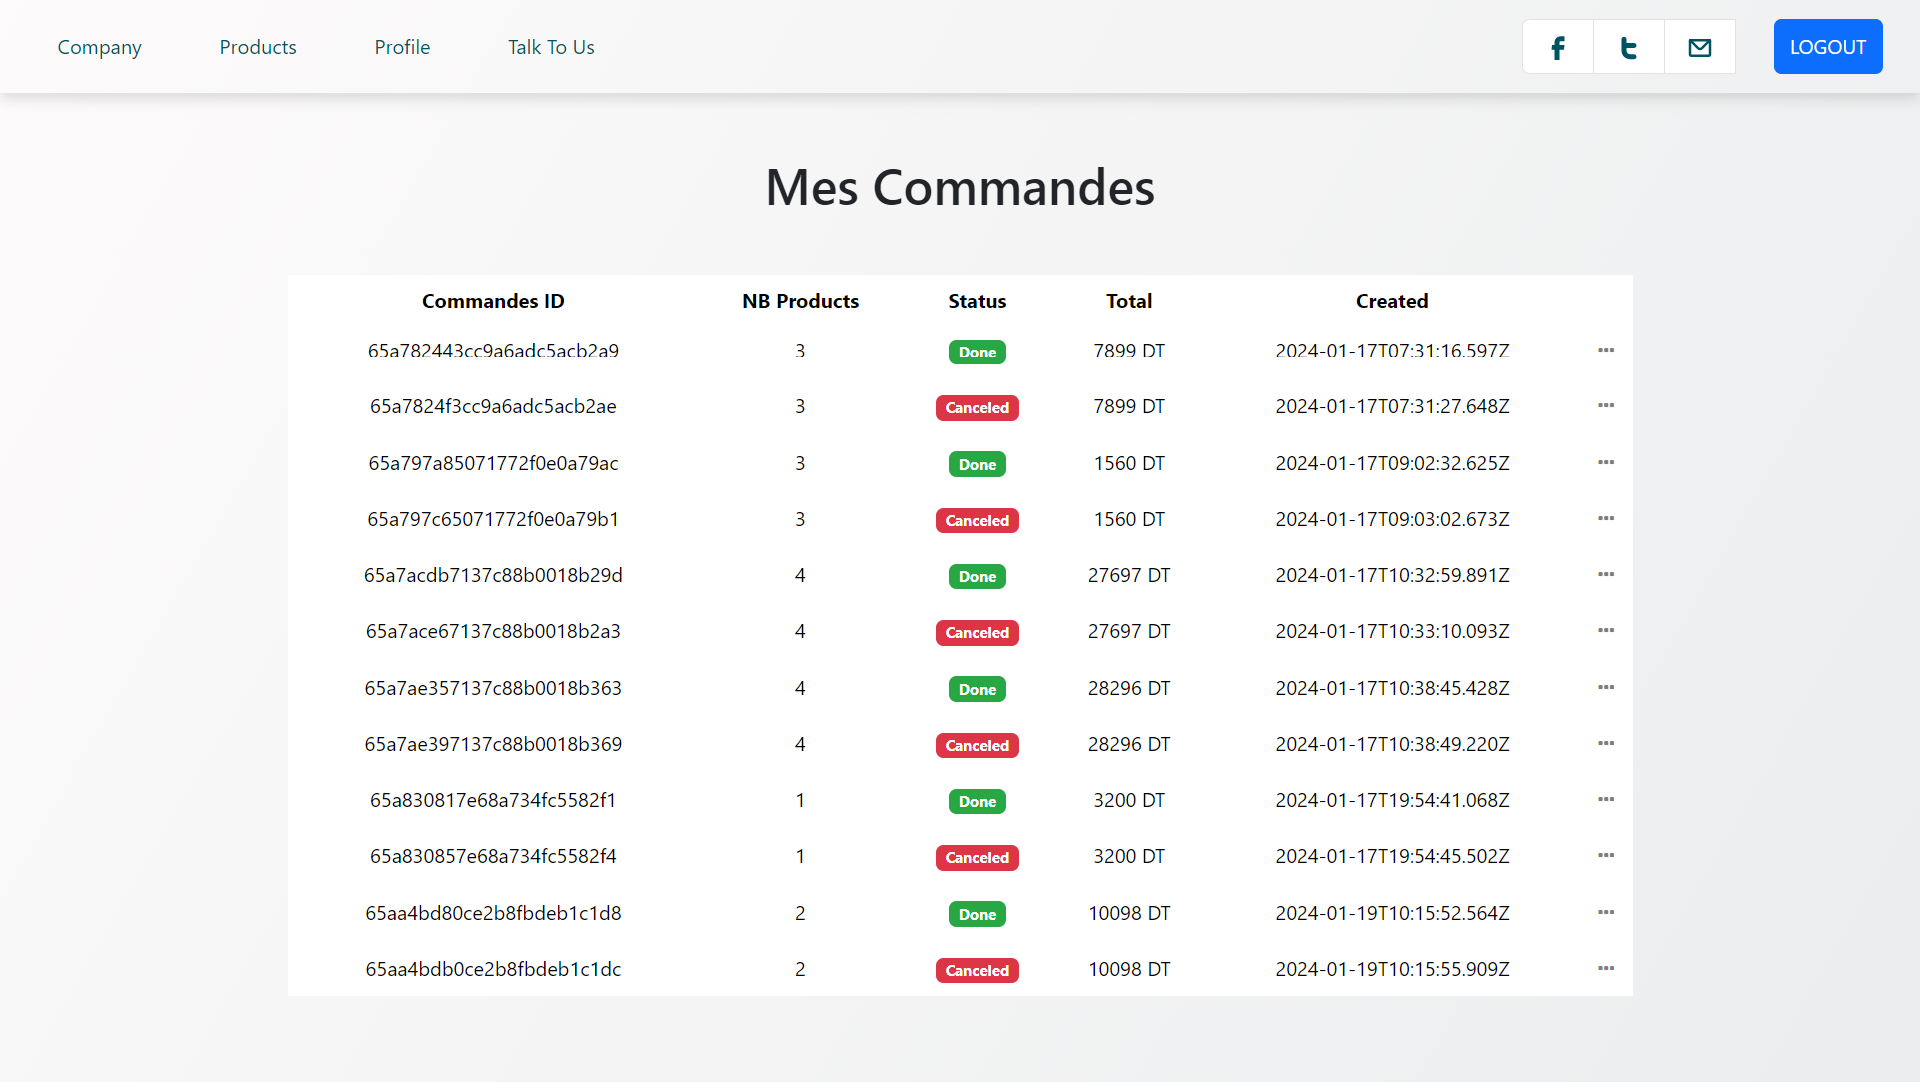 Company Products Profile Talk To Us LOGOUT
Mes Commandes
Commandes ID NB Products Status Total Created
65a782443cc9a6adc5acb2a9 3 Done 7899 DT 2024-01-17T07:31:16.597Z ...
65a7824f3cc9a6adc5acb2ae 3 Canceled 7899 DT 2024-01-17T07:31:27.648Z ...
65a797a85071772f0e0a79ac 3 Done 1560 DT 2024-01-17T09:02:32.625Z ...
65a797c65071772f0e0a79b1 3 Canceled 1560 DT 2024-01-17T09:03:02.673Z ...
65a7acdb7137c88b0018b29d 4 Done 27697 DT 2024-01-17T10:32:59.891Z ...
65a7ace67137c88b0018b2a3 4 Canceled 27697 DT 2024-01-17T10:33:10.093Z ...
65a7ae357137c88b0018b363 4 Done 28296 DT 2024-01-17T10:38:45.428Z ...
65a7ae397137c88b0018b369 4 Canceled 28296 DT 2024-01-17T10:38:49.220Z ...
65a830817e68a734fc5582f1 1 Done 3200 DT 2024-01-17T19:54:41.068Z ...
65a830857e68a734fc5582f4 1 Canceled 3200 DT 2024-01-17T19:54:45.502Z ...
65aa4bd80ce2b8fbdeb1c1d8 2 Done 10098 DT 2024-01-19T10:15:52.564Z ...
65aa4bdb0ce2b8fbdeb1c1dc 2 Canceled 10098 DT 2024-01-19T10:15:55.909Z ...